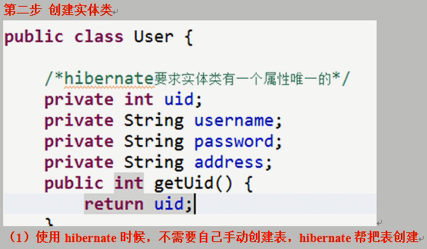 第二步 创建实体类
public class User {
/*hibernate要求实体类有一个属性唯一的*/
private int uid;
private String username;
private String password;
private String address;
public int getUid() {
return uid;
}
（1）使用 hibernate 时候，不需要自己手动创建表，hibernate 帮把表创建